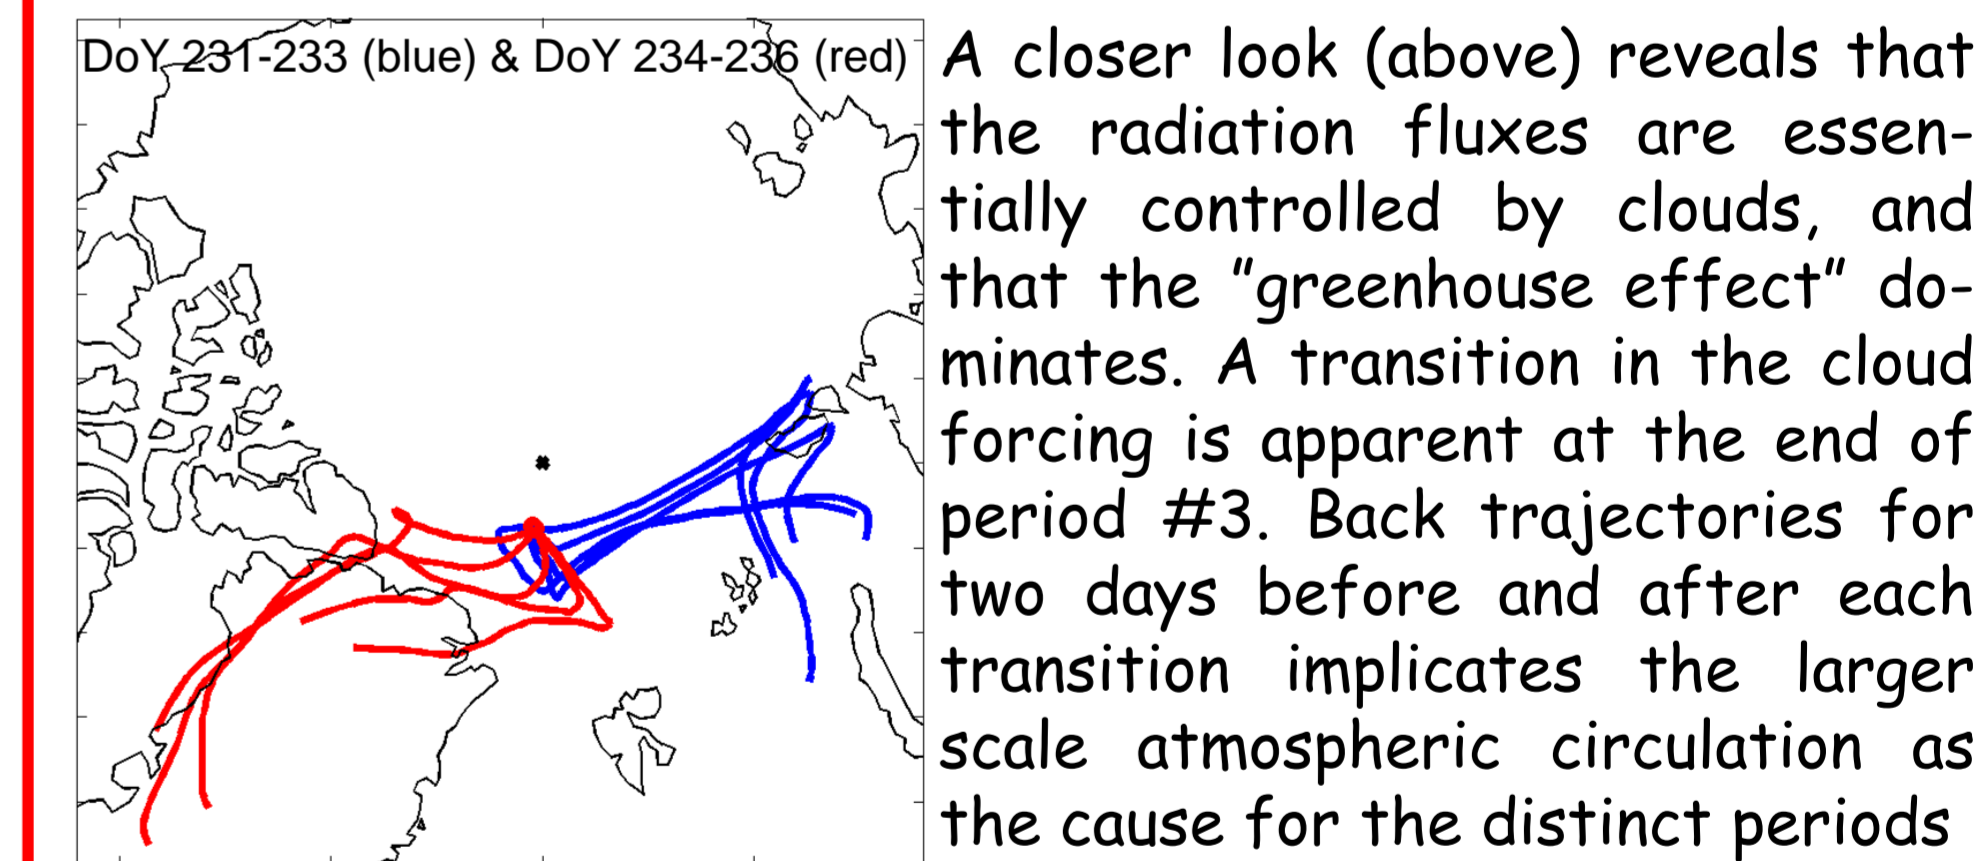 DoY 231-233 (blue) & DoY 234-236 (red)
A closer look (above) reveals that
the radiation fluxes are essen-
tially controlled by clouds, and
that the "greenhouse effect" do-
minates. A transition in the cloud
forcing is apparent at the end of
period #3. Back trajectories for
two days before and after each
transition implicates the larger
scale atmospheric circulation as
the cause for the distinct periods